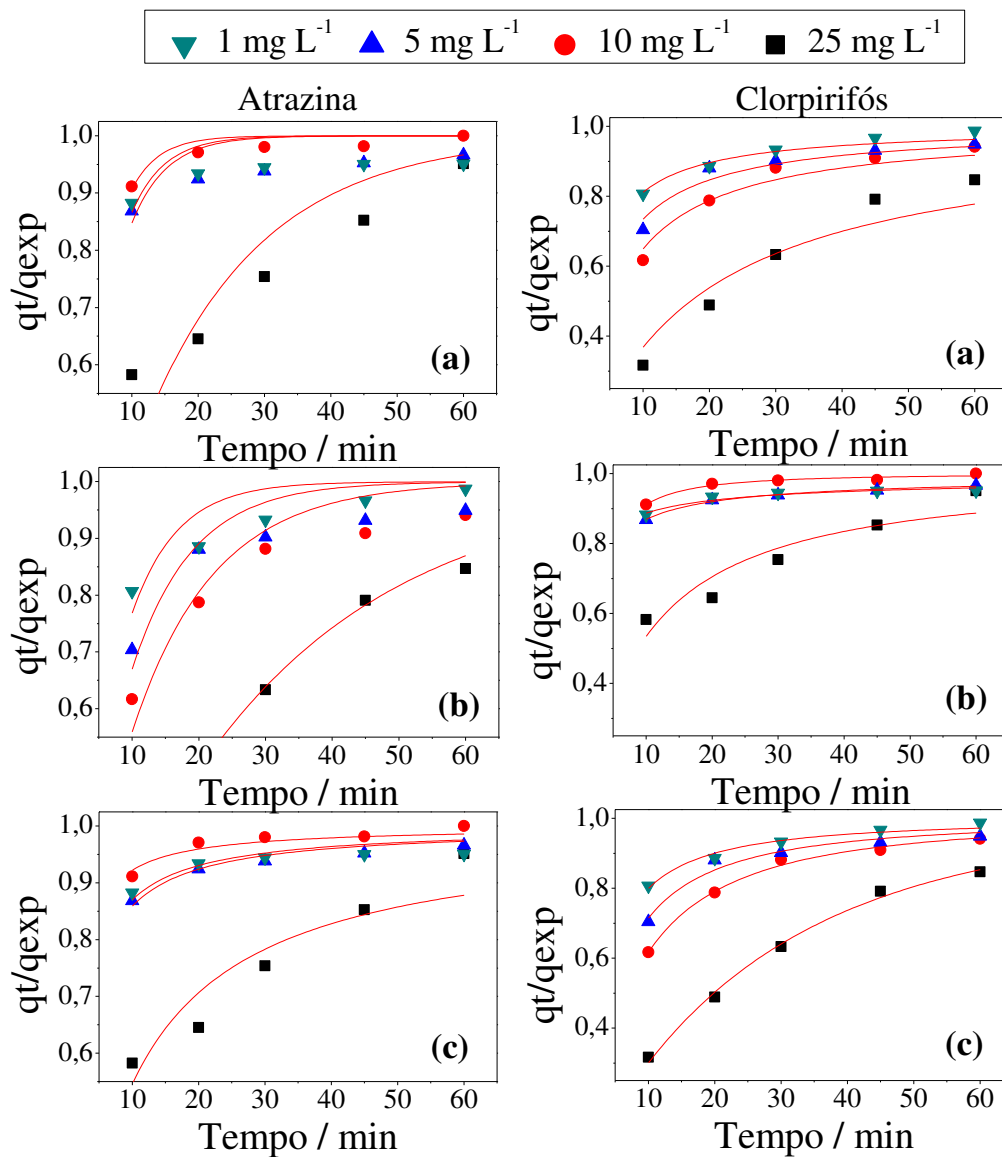 1 mg L⁻¹ 5 mg L⁻¹ 10 mg L⁻¹ 25 mg L⁻¹
Atrazina
1,0
0,9
0,8
0,7
0,6
qt/qexp
(a)
10 20 30 40 50 60
Tempo / min
Clorpirifós
1,0
0,8
0,6
0,4
qt/qexp
(a)
10 20 30 40 50 60
Tempo / min
1,0
0,9
0,8
0,7
0,6
qt/qexp
(b)
10 20 30 40 50 60
Tempo / min
1,0
0,8
0,6
0,4
qt/qexp
(b)
10 20 30 40 50 60
Tempo / min
1,0
0,9
0,8
0,7
0,6
qt/qexp
(c)
10 20 30 40 50 60
Tempo / min
1,0
0,8
0,6
0,4
qt/qexp
(c)
10 20 30 40 50 60
Tempo / min